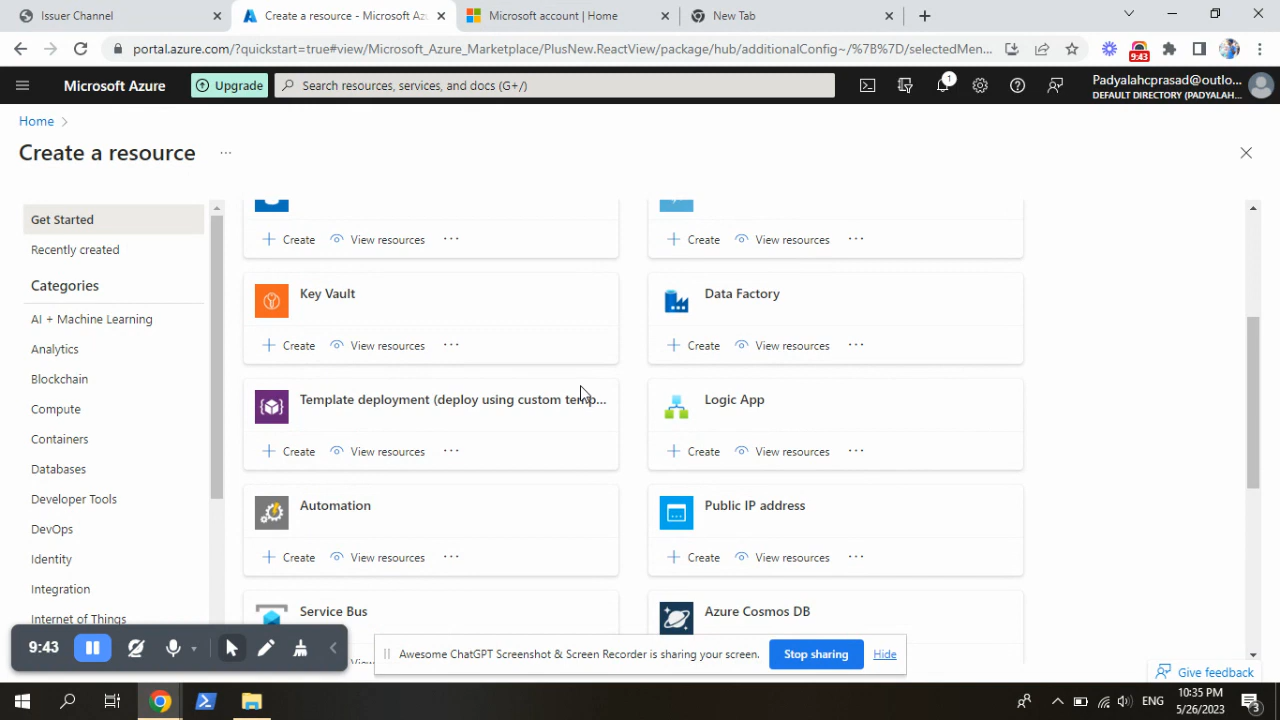 Issuer Channel
Create a resource - Microsoft Az
Microsoft account | Home
New Tab
portal.azure.com/?quickstart=true#view/Microsoft_Azure_Marketplace/PlusNew.ReactView/package/hub/additionalConfig~/%7B%7D/selectedMen...
9:43
Microsoft Azure
Upgrade
Search resources, services, and docs (G+/)
1
Padyalahcprasad@outlo...
DEFAULT DIRECTORY (PADYALAH...
Home
Create a resource
Get Started
Recently created
Categories
AI + Machine Learning
Analytics
Blockchain
Compute
Containers
Databases
Developer Tools
DevOps
Identity
Integration
Internet of Things
Create View resources
Create View resources
Key Vault
Create View resources
Data Factory
Create View resources
Template deployment (deploy using custom temp...
Create View resources
Logic App
Create View resources
Automation
Create View resources
Public IP address
Create View resources
Service Bus
Azure Cosmos DB
9:43
Awesome ChatGPT Screenshot & Screen Recorder is sharing your screen.
Stop sharing
Hide
Give feedback
ENG
10:35 PM
5/26/2023
3